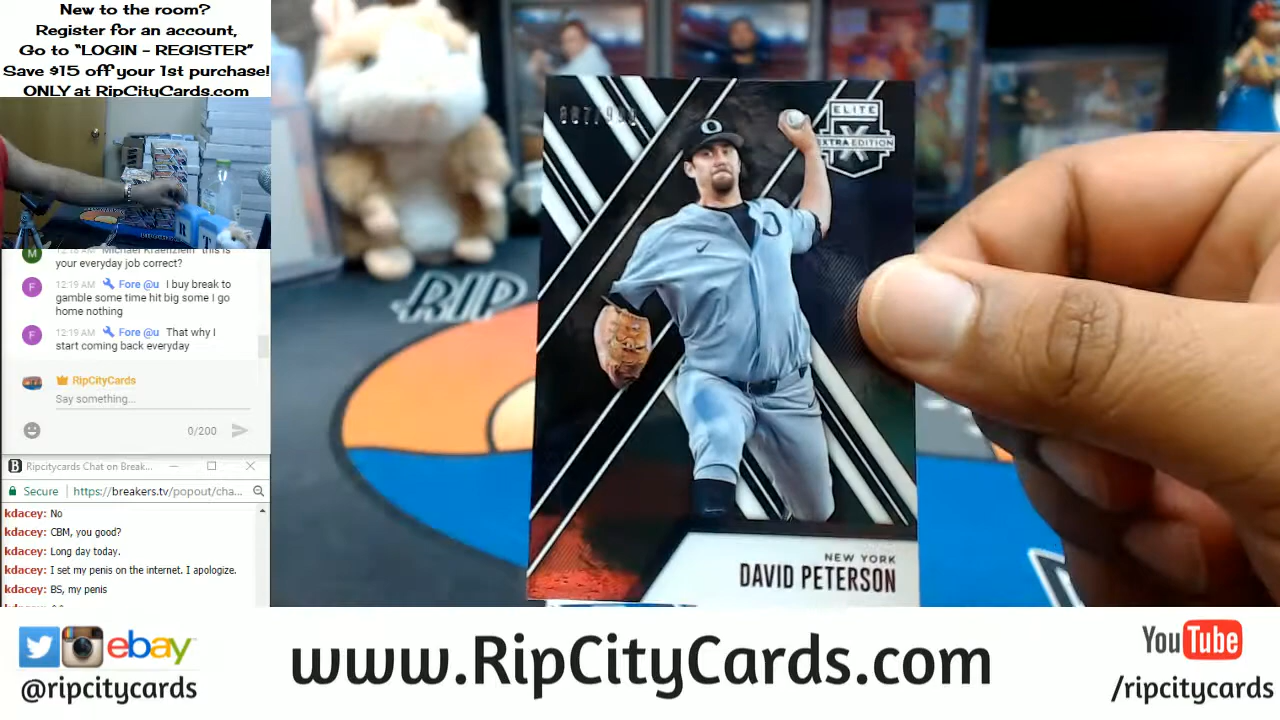 New to the room?
Register for an account,
Go to “LOGIN - REGISTER”
Save $15 off your 1st purchase!
ONLY at RipCityCards.com
your everyday job correct?
12:19 AM Fore @u I buy break to
gamble some time hit big some I go
home nothing
12:19 AM Fore @u That why I
start coming back everyday
RipCityCards
Say something...
0/200
Ripcitycards Chat on Break...
Secure https://breakers.tv/popout/cha...
kdacey: No
kdacey: CBM, you good?
kdacey: Long day today.
kdacey: I set my penis on the internet. I apologize.
kdacey: BS, my penis
ELITE
X
EXTRA EDITION
O
O
NEW YORK
DAVID PETERSON
RIP
R
T
ebay
@ripcitycards
www.RipCityCards.com
YouTube
/ripcitycards